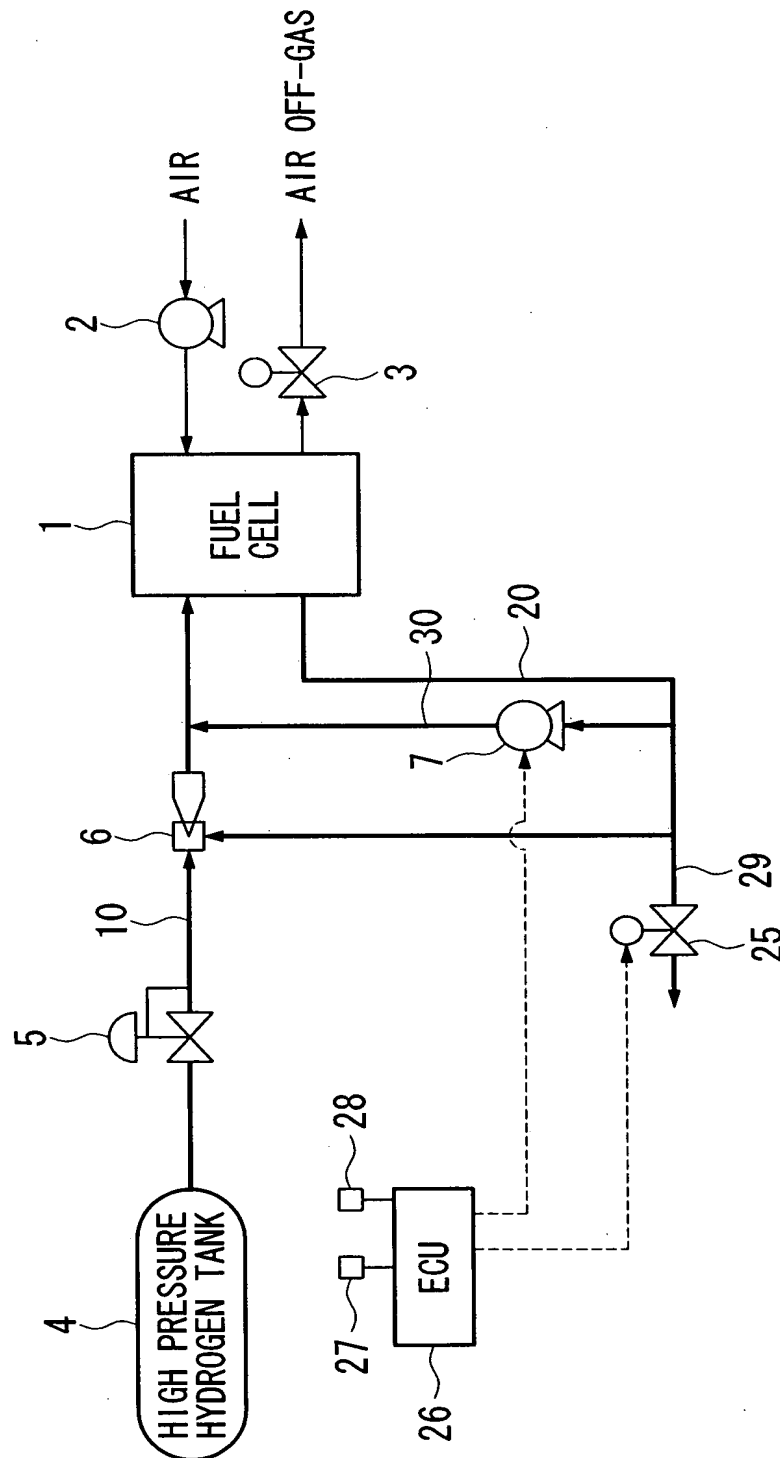 4
HIGH PRESSURE
HYDROGEN TANK
5
10
6
1
FUEL
CELL
2
AIR
3
AIR OFF-GAS
30
20
7
27
28
ECU
26
29
25